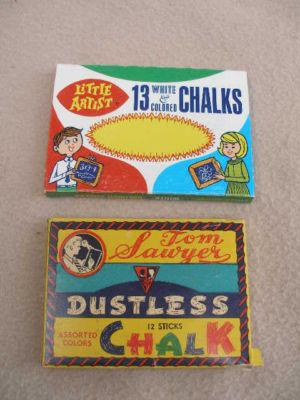 LITTLE ARTIST
13 WHITE & COLORED CHALKS
Tom Sawyer
DUSTLESS
12 STICKS
ASSORTED COLORS
CHALK